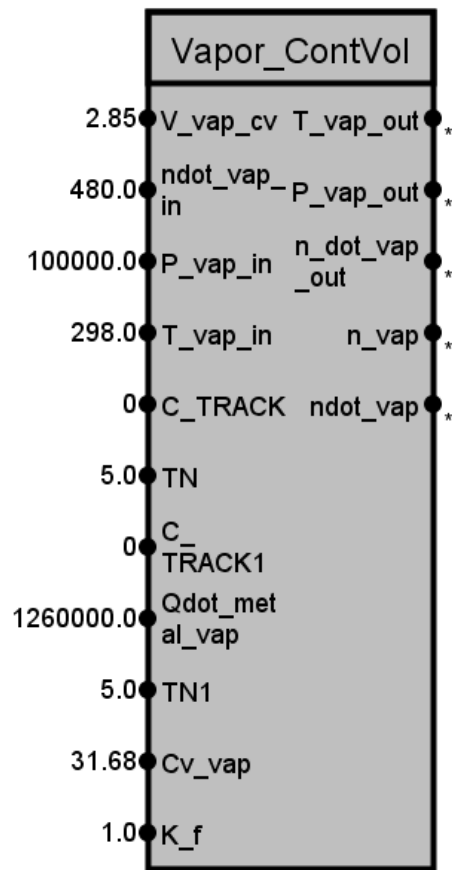 Vapor_ContVol
2.85 V_vap_cv T_vap_out *
480.0 ndot_vap_
in P_vap_out *
100000.0 P_vap_in n_dot_vap
_out *
298.0 T_vap_in n_vap *
0 C_TRACK ndot_vap *
5.0 TN
0 C_
TRACK1
1260000.0 Qdot_met
al_vap
5.0 TN1
31.68 Cv_vap
1.0 K_f